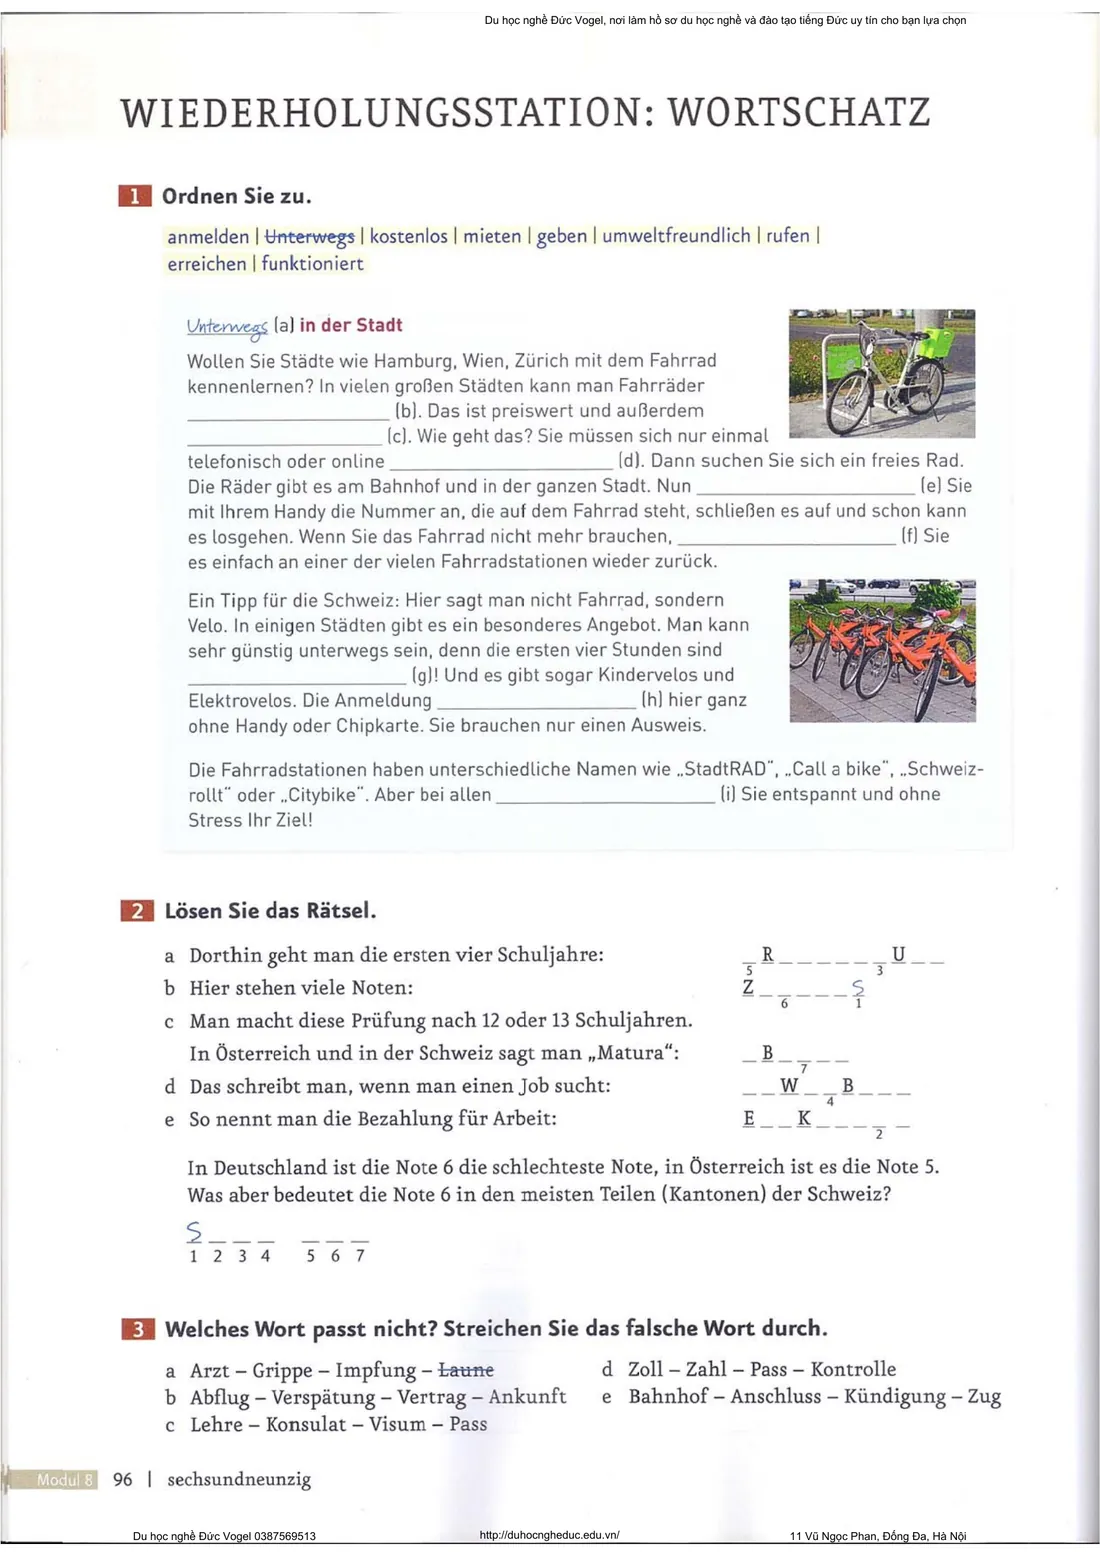 Du học nghề Đức Vogel, nơi làm hồ sơ du học nghề và đào tạo tiếng Đức uy tín cho bạn lựa chọn
WIEDERHOLUNGSSTATION: WORTSCHATZ
1 Ordnen Sie zu.
anmelden | Unterwegs | kostenlos | mieten | geben | umweltfreundlich | rufen |
erreichen | funktioniert
Unterwegs (a) in der Stadt
Wollen Sie Städte wie Hamburg, Wien, Zürich mit dem Fahrrad
kennenlernen? In vielen großen Städten kann man Fahrräder
____________________ (b). Das ist preiswert und außerdem
____________________ (c). Wie geht das? Sie müssen sich nur einmal
telefonisch oder online ____________________ (d). Dann suchen Sie sich ein freies Rad.
Die Räder gibt es am Bahnhof und in der ganzen Stadt. Nun ____________________ (e) Sie
mit Ihrem Handy die Nummer an, die auf dem Fahrrad steht, schließen es auf und schon kann
es losgehen. Wenn Sie das Fahrrad nicht mehr brauchen, ____________________ (f) Sie
es einfach an einer der vielen Fahrradstationen wieder zurück.
Ein Tipp für die Schweiz: Hier sagt man nicht Fahrrad, sondern
Velo. In einigen Städten gibt es ein besonderes Angebot. Man kann
sehr günstig unterwegs sein, denn die ersten vier Stunden sind
____________________ (g)! Und es gibt sogar Kindervelos und
Elektrovelos. Die Anmeldung ____________________ (h) hier ganz
ohne Handy oder Chipkarte. Sie brauchen nur einen Ausweis.
Die Fahrradstationen haben unterschiedliche Namen wie „StadtRAD“, „Call a bike“, „Schweiz-
rollt“ oder „Citybike“. Aber bei allen ____________________ (i) Sie entspannt und ohne
Stress Ihr Ziel!
2 Lösen Sie das Rätsel.
a Dorthin geht man die ersten vier Schuljahre: _ R _ _ _ _ _ _ U _ _
5 3
b Hier stehen viele Noten: Z _ _ _ _ _ S
6 1
c Man macht diese Prüfung nach 12 oder 13 Schuljahren.
In Österreich und in der Schweiz sagt man „Matura“: _ B _ _ _ _
7
d Das schreibt man, wenn man einen Job sucht: _ _ W _ _ B _ _ _
4
e So nennt man die Bezahlung für Arbeit: E _ _ K _ _ _ _ _
2
In Deutschland ist die Note 6 die schlechteste Note, in Österreich ist es die Note 5.
Was aber bedeutet die Note 6 in den meisten Teilen (Kantonen) der Schweiz?
S _ _ _ _ _ _
1 2 3 4 5 6 7
3 Welches Wort passt nicht? Streichen Sie das falsche Wort durch.
a Arzt – Grippe – Impfung – Laune
b Abflug – Verspätung – Vertrag – Ankunft
c Lehre – Konsulat – Visum – Pass
d Zoll – Zahl – Pass – Kontrolle
e Bahnhof – Anschluss – Kündigung – Zug
Modul 8 96 | sechsundneunzig
Du học nghề Đức Vogel 0387569513 http://duhocngheduc.edu.vn/ 11 Vũ Ngọc Phan, Đống Đa, Hà Nội